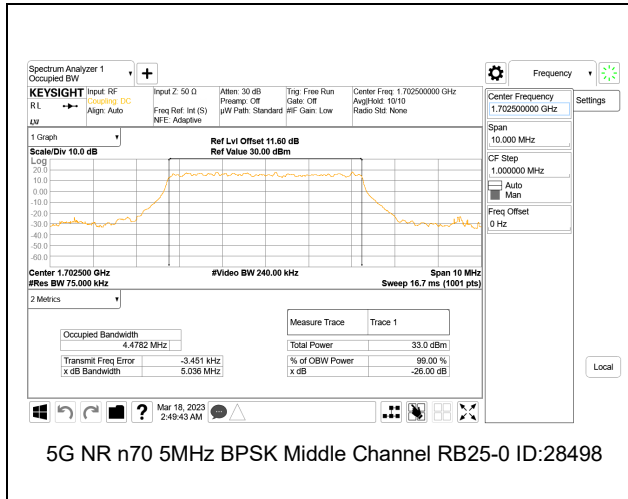 Spectrum Analyzer 1
Occupied BW
+
Frequency
KEYSIGHT
R L
LXI
Input: RF
Coupling: DC
Align: Auto
Input Z: 50 Ω
Freq Ref: Int (S)
NFE: Adaptive
Atten: 30 dB
Preamp: Off
µW Path: Standard
Trig: Free Run
Gate: Off
#IF Gain: Low
Center Freq: 1.702500000 GHz
Avg|Hold: 10/10
Radio Std: None
Center Frequency
1.702500000 GHz
Settings
Span
10.000 MHz
CF Step
1.000000 MHz
Auto
Man
Freq Offset
0 Hz
Local
1 Graph
Scale/Div 10.0 dB
Ref Lvl Offset 11.60 dB
Ref Value 30.00 dBm
Log
20.0
10.0
0.00
-10.0
-20.0
-30.0
-40.0
-50.0
-60.0
Center 1.702500 GHz
#Video BW 240.00 kHz
Span 10 MHz
#Res BW 75.000 kHz
Sweep 16.7 ms (1001 pts)
2 Metrics
Measure Trace Trace 1
Occupied Bandwidth
4.4782 MHz
Total Power 33.0 dBm
Transmit Freq Error -3.451 kHz
% of OBW Power 99.00 %
x dB Bandwidth 5.036 MHz
x dB -26.00 dB
?
Mar 18, 2023
2:49:43 AM
5G NR n70 5MHz BPSK Middle Channel RB25-0 ID:28498